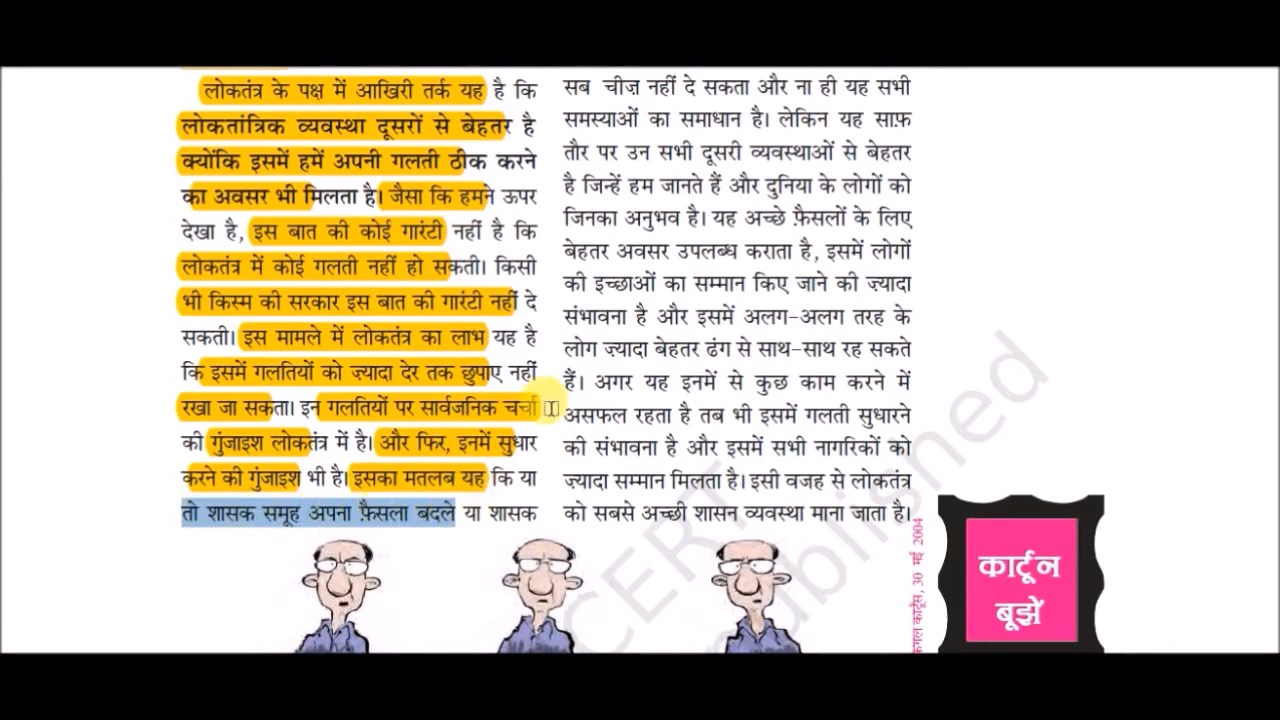 लोकतंत्र के पक्ष में आखिरी तर्क यह है कि
लोकतांत्रिक व्यवस्था दूसरों से बेहतर है
क्योंकि इसमें हमें अपनी गलती ठीक करने
का अवसर भी मिलता है। जैसा कि हमने ऊपर
देखा है, इस बात की कोई गारंटी नहीं है कि
लोकतंत्र में कोई गलती नहीं हो सकती। किसी
भी किस्म की सरकार इस बात की गारंटी नहीं दे
सकती। इस मामले में लोकतंत्र का लाभ यह है
कि इसमें गलतियों को ज़्यादा देर तक छुपाए नहीं
रखा जा सकता। इन गलतियों पर सार्वजनिक चर्चा
की गुंजाइश लोकतंत्र में है। और फिर, इनमें सुधार
करने की गुंजाइश भी है। इसका मतलब यह कि या
तो शासक समूह अपना फ़ैसला बदले या शासक
सब चीज़ नहीं दे सकता और ना ही यह सभी
समस्याओं का समाधान है। लेकिन यह साफ़
तौर पर उन सभी दूसरी व्यवस्थाओं से बेहतर
है जिन्हें हम जानते हैं और दुनिया के लोगों को
जिनका अनुभव है। यह अच्छे फ़ैसलों के लिए
बेहतर अवसर उपलब्ध कराता है, इसमें लोगों
की इच्छाओं का सम्मान किए जाने की ज़्यादा
संभावना है और इसमें अलग-अलग तरह के
लोग ज़्यादा बेहतर ढंग से साथ-साथ रह सकते
हैं। अगर यह इनमें से कुछ काम करने में
असफल रहता है तब भी इसमें गलती सुधारने
की संभावना है और इसमें सभी नागरिकों को
ज़्यादा सम्मान मिलता है। इसी वजह से लोकतंत्र
को सबसे अच्छी शासन व्यवस्था माना जाता है।
कार्टून्स, 30 मई 2004
कार्टून
बूझें
CERT
published